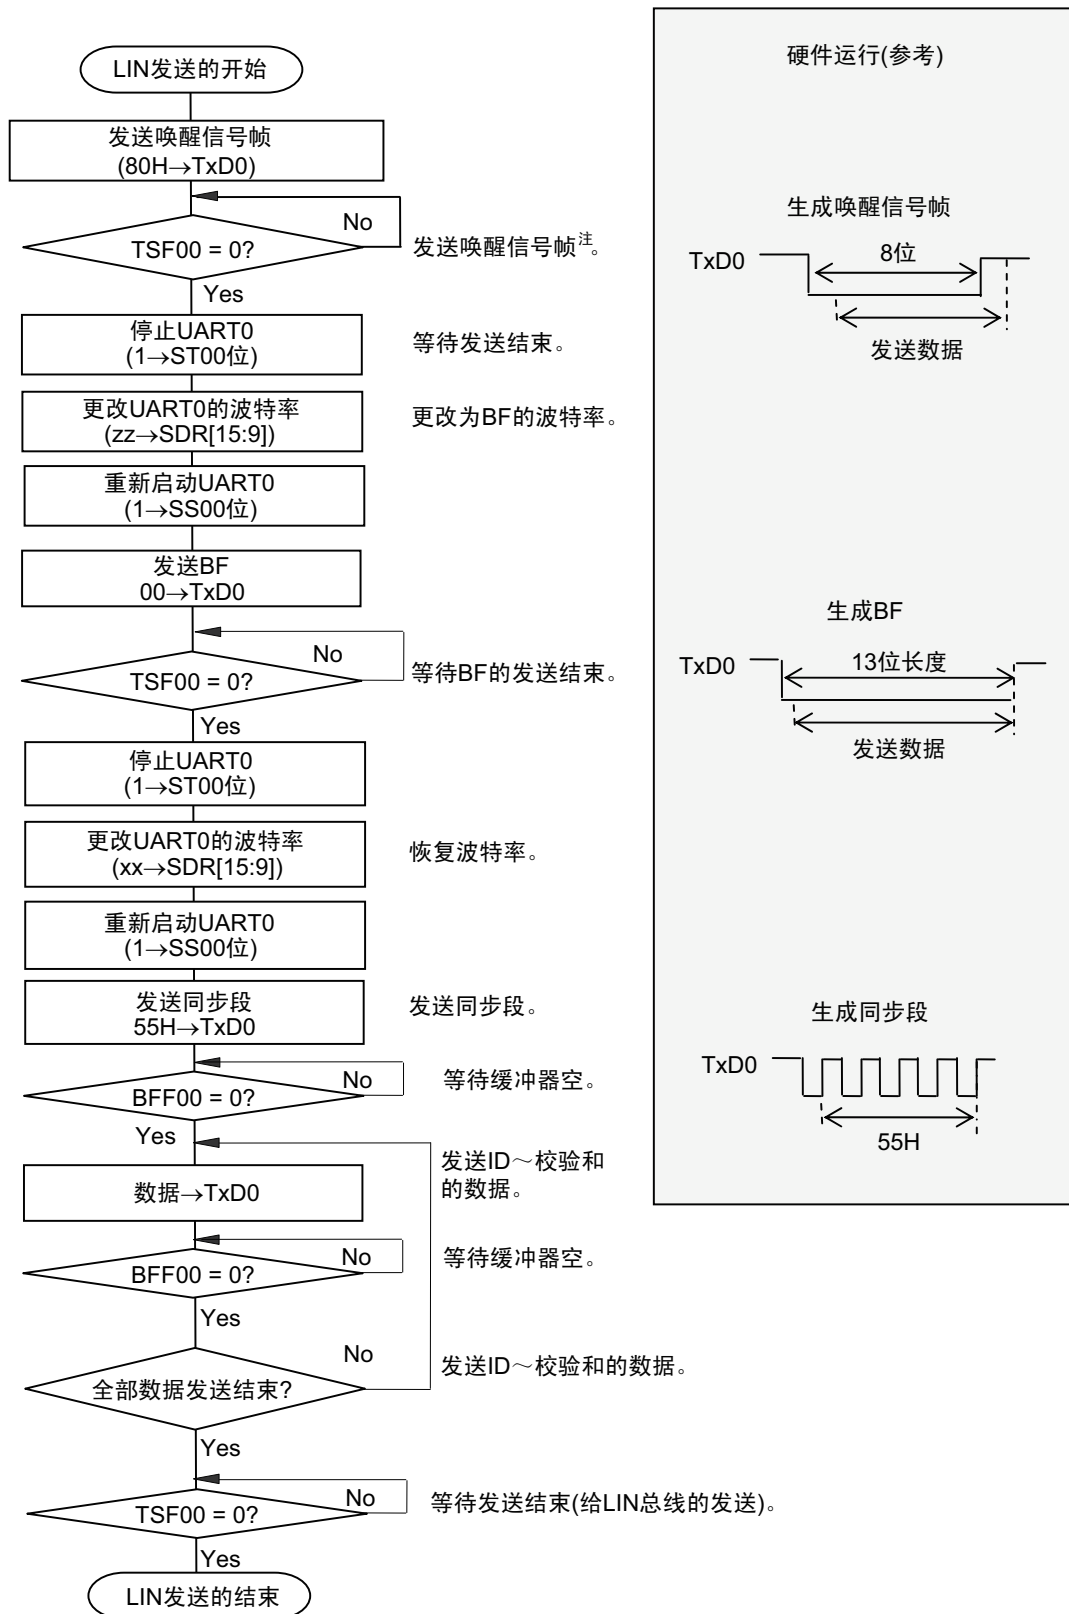 LIN发送的开始
发送唤醒信号帧
(80H→TxD0)
No
TSF00 = 0?
发送唤醒信号帧注。
Yes
停止UART0
(1→ST00位)
等待发送结束。
更改UART0的波特率
(zz→SDR[15:9])
更改为BF的波特率。
重新启动UART0
(1→SS00位)
发送BF
00→TxD0
No
TSF00 = 0?
等待BF的发送结束。
Yes
停止UART0
(1→ST00位)
更改UART0的波特率
(xx→SDR[15:9])
恢复波特率。
重新启动UART0
(1→SS00位)
发送同步段
55H→TxD0
发送同步段。
No
BFF00 = 0?
等待缓冲器空。
Yes
发送ID～校验和
的数据。
数据→TxD0
No
BFF00 = 0?
等待缓冲器空。
Yes
No
全部数据发送结束?
发送ID～校验和的数据。
Yes
No
TSF00 = 0?
等待发送结束(给LIN总线的发送)。
Yes
LIN发送的结束
硬件运行(参考)
生成唤醒信号帧
TxD0
8位
发送数据
生成BF
TxD0
13位长度
发送数据
生成同步段
TxD0
55H